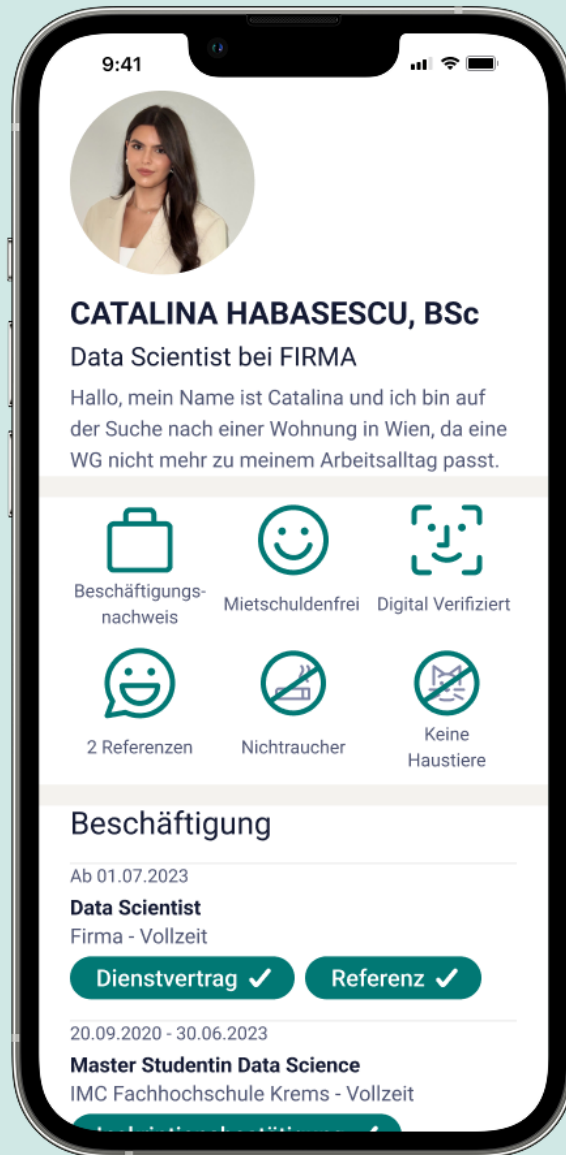 9:41
CATALINA HABASESCU, BSc
Data Scientist bei FIRMA
Hallo, mein Name ist Catalina und ich bin auf
der Suche nach einer Wohnung in Wien, da eine
WG nicht mehr zu meinem Arbeitsalltag passt.
Beschäftigungs-
nachweis
Mietschuldenfrei
Digital Verifiziert
2 Referenzen
Nichtraucher
Keine
Haustiere
Beschäftigung
Ab 01.07.2023
Data Scientist
Firma - Vollzeit
Dienstvertrag
Referenz
20.09.2020 - 30.06.2023
Master Studentin Data Science
IMC Fachhochschule Krems - Vollzeit